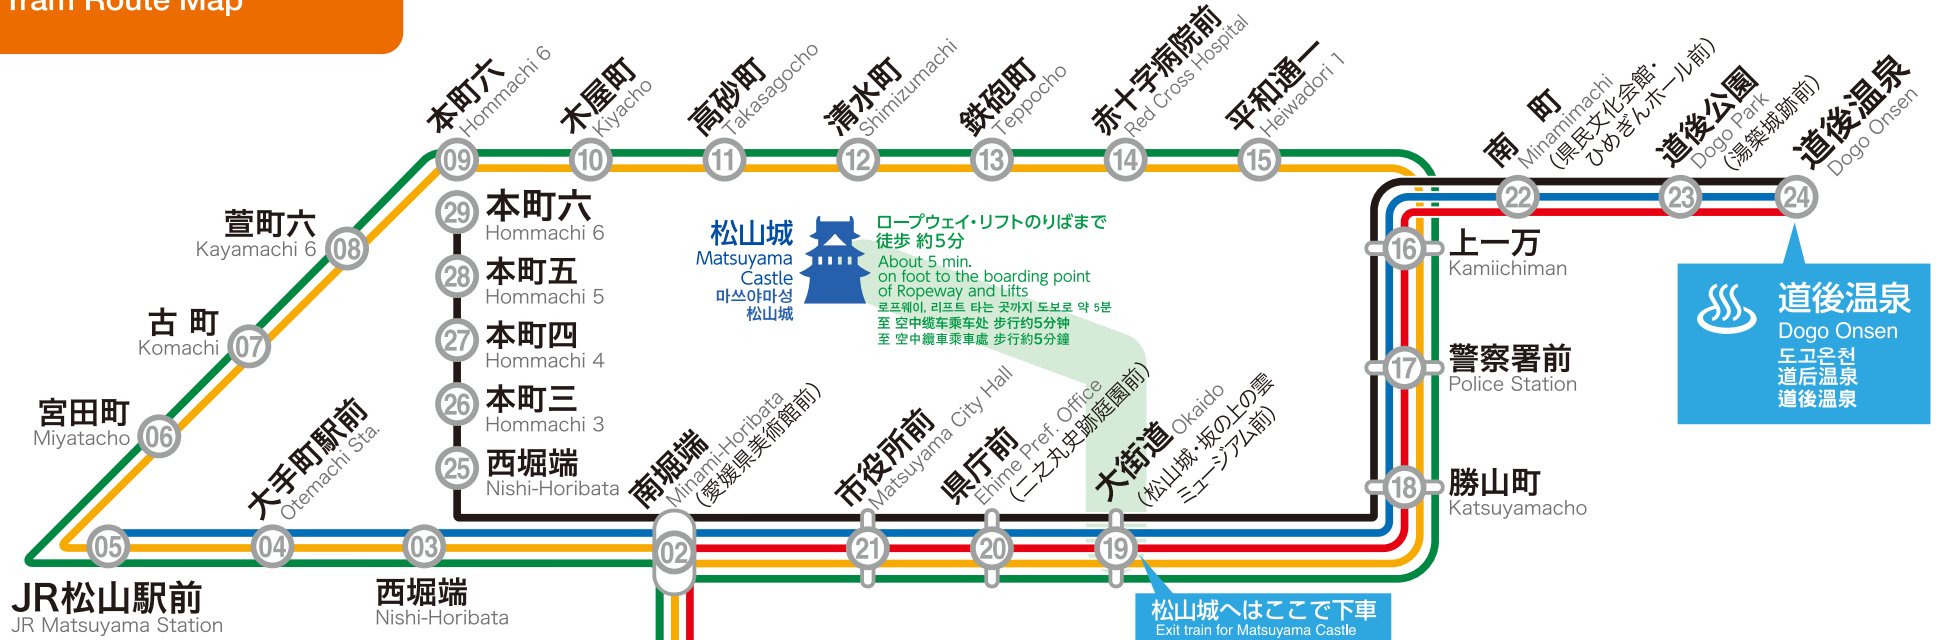 Tram Route Map
本町六
Hommachi 6
木屋町
Kiyacho
高砂町
Takasagocho
清水町
Shimizumachi
鉄砲町
Teppocho
赤十字病院前
Red Cross Hospital
平和通一
Heiwadori 1
南 町
Minamimachi
(県民文化会館・
ひめぎんホール前)
道後公園
Dogo Park
(湯築城跡前)
道後温泉
Dogo Onsen
09
10
11
12
13
14
15
22
23
24
萱町六
Kayamachi 6
08
古 町
Komachi
07
宮田町
Miyatacho
06
29
本町六
Hommachi 6
28
本町五
Hommachi 5
27
本町四
Hommachi 4
26
本町三
Hommachi 3
25
西堀端
Nishi-Horibata
松山城
Matsuyama
Castle
마쓰야마성
松山城
ロープウェイ・リフトのりばまで
徒歩 約5分
About 5 min.
on foot to the boarding point
of Ropeway and Lifts
로프웨이, 리프트 타는 곳까지 도보로 약 5분
至 空中缆车乘车处 步行约5分钟
至 空中纜車乘車處 步行約5分鐘
16
上一万
Kamiichiman
17
警察署前
Police Station
18
勝山町
Katsuyamacho
道後温泉
Dogo Onsen
도고온천
道后温泉
道後溫泉
大手町駅前
Otemachi Sta.
南堀端
Minami-Horibata
(愛媛県美術館前)
市役所前
Matsuyama City Hall
県庁前
Ehime Pref. Office
(二之丸史跡庭園前)
大街道
Okaido
(松山城・坂の上の雲
ミュージアム前)
05
04
03
02
21
20
19
JR松山駅前
JR Matsuyama Station
西堀端
Nishi-Horibata
松山城へはここで下車
Exit train for Matsuyama Castle